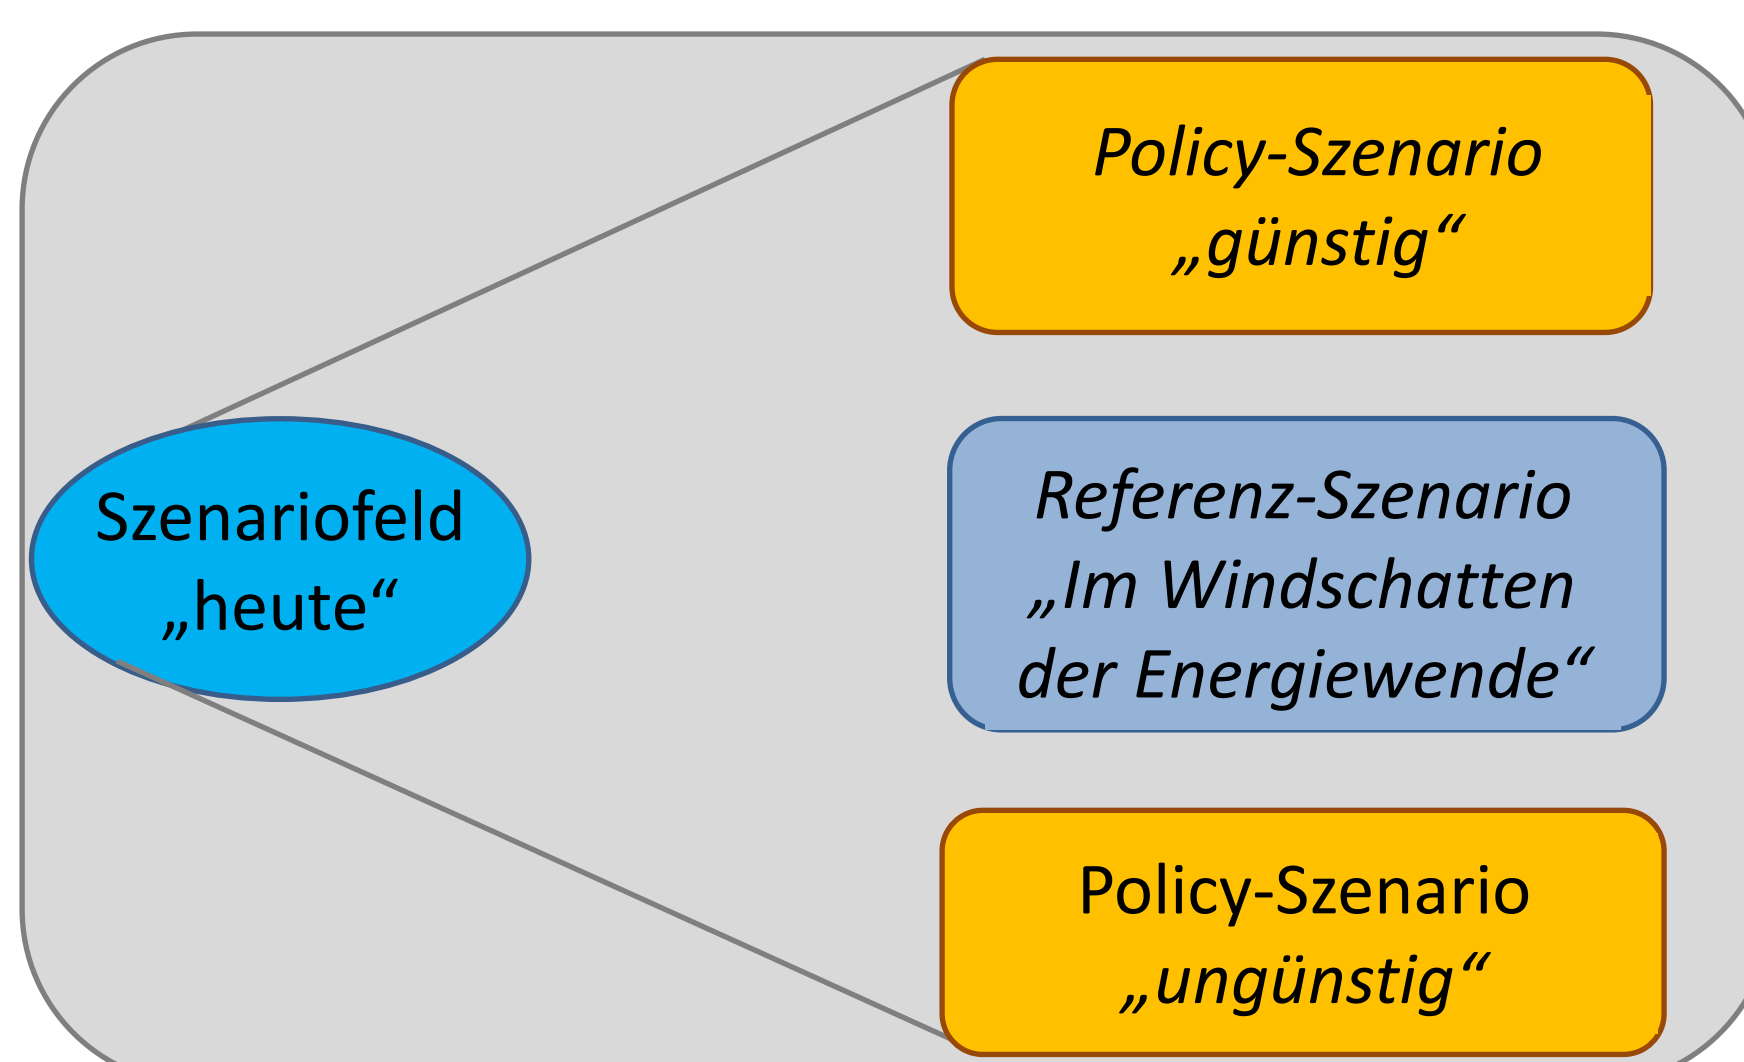 Policy-Szenario
„günstig“
Szenariofeld
„heute“
Referenz-Szenario
„Im Windschatten
der Energiewende“
Policy-Szenario
„ungünstig“